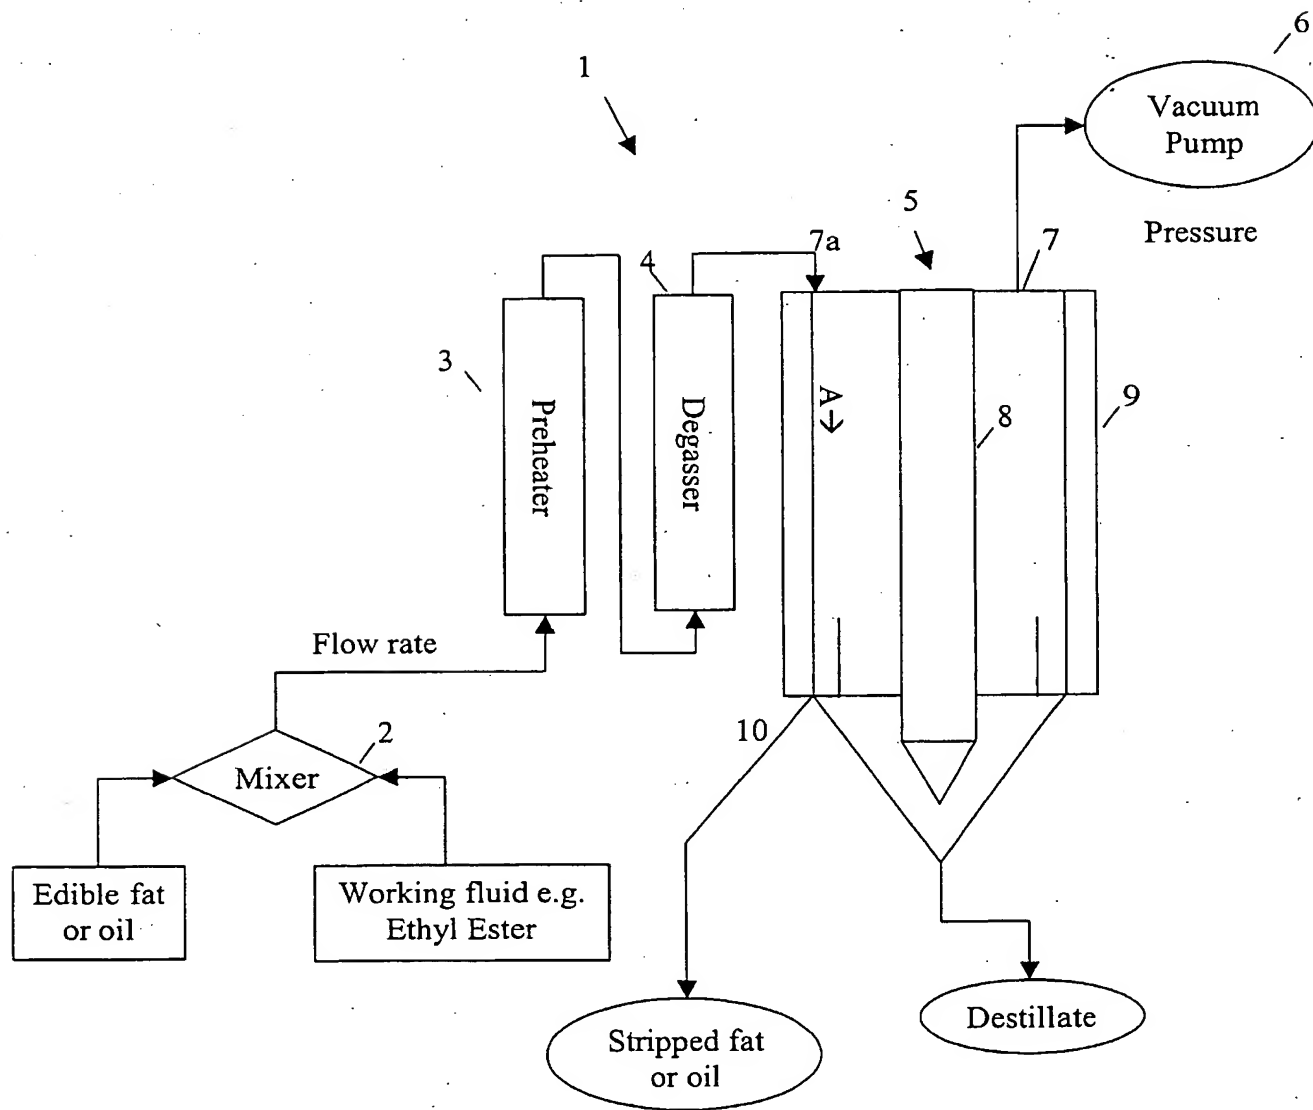 6
1
Vacuum
Pump
5
Pressure
7a
7
4
3
Preheater
Degasser
A
8
9
Flow rate
2
10
Mixer
Edible fat
or oil
Working fluid e.g.
Ethyl Ester
Stripped fat
or oil
Destillate